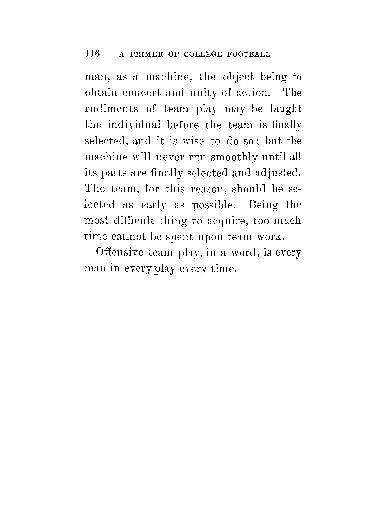 116 A PRIMER OF COLLEGE FOOTBALL
man, as a machine, the object being to
obtain concert and unity of action. The
rudiments of team play may be taught
the individual before the team is finally
selected, and it is wise to do so; but the
machine will never run smoothly until all
its parts are finally selected and adjusted.
The team, for this reason, should be se-
lected as early as possible. Being the
most difficult thing to acquire, too much
time cannot be spent upon team work.
Offensive team play, in a word, is every
man in every play every time.